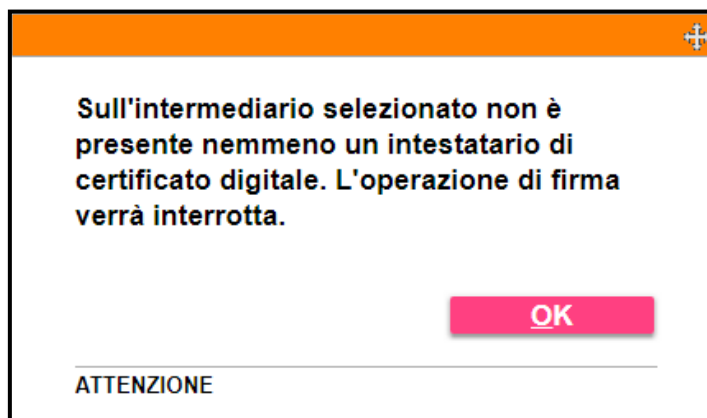 Sull'intermediario selezionato non è
presente nemmeno un intestatario di
certificato digitale. L'operazione di firma
verrà interrotta.
OK
ATTENZIONE